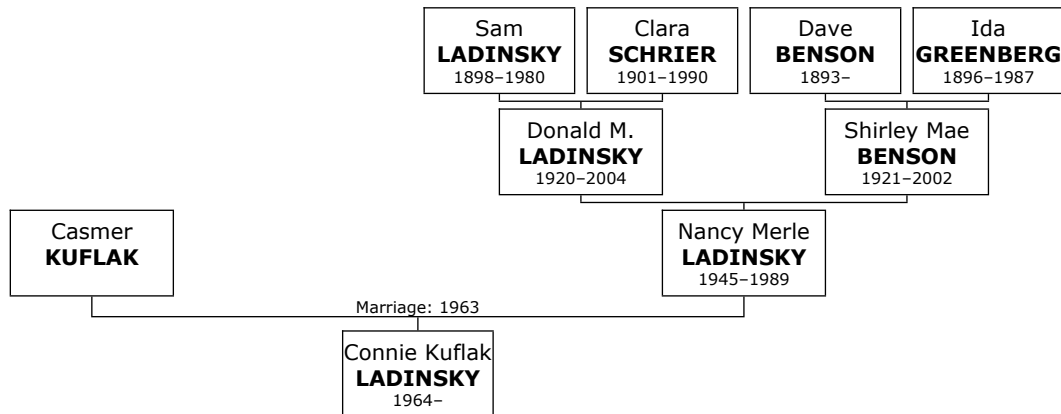 Sam
LADINSKY
1898–1980
Clara
SCHRIER
1901–1990
Dave
BENSON
1893–
Ida
GREENBERG
1896–1987
Donald M.
LADINSKY
1920–2004
Shirley Mae
BENSON
1921–2002
Casmer
KUFLAK
Nancy Merle
LADINSKY
1945–1989
Marriage: 1963
Connie Kuflak
LADINSKY
1964–